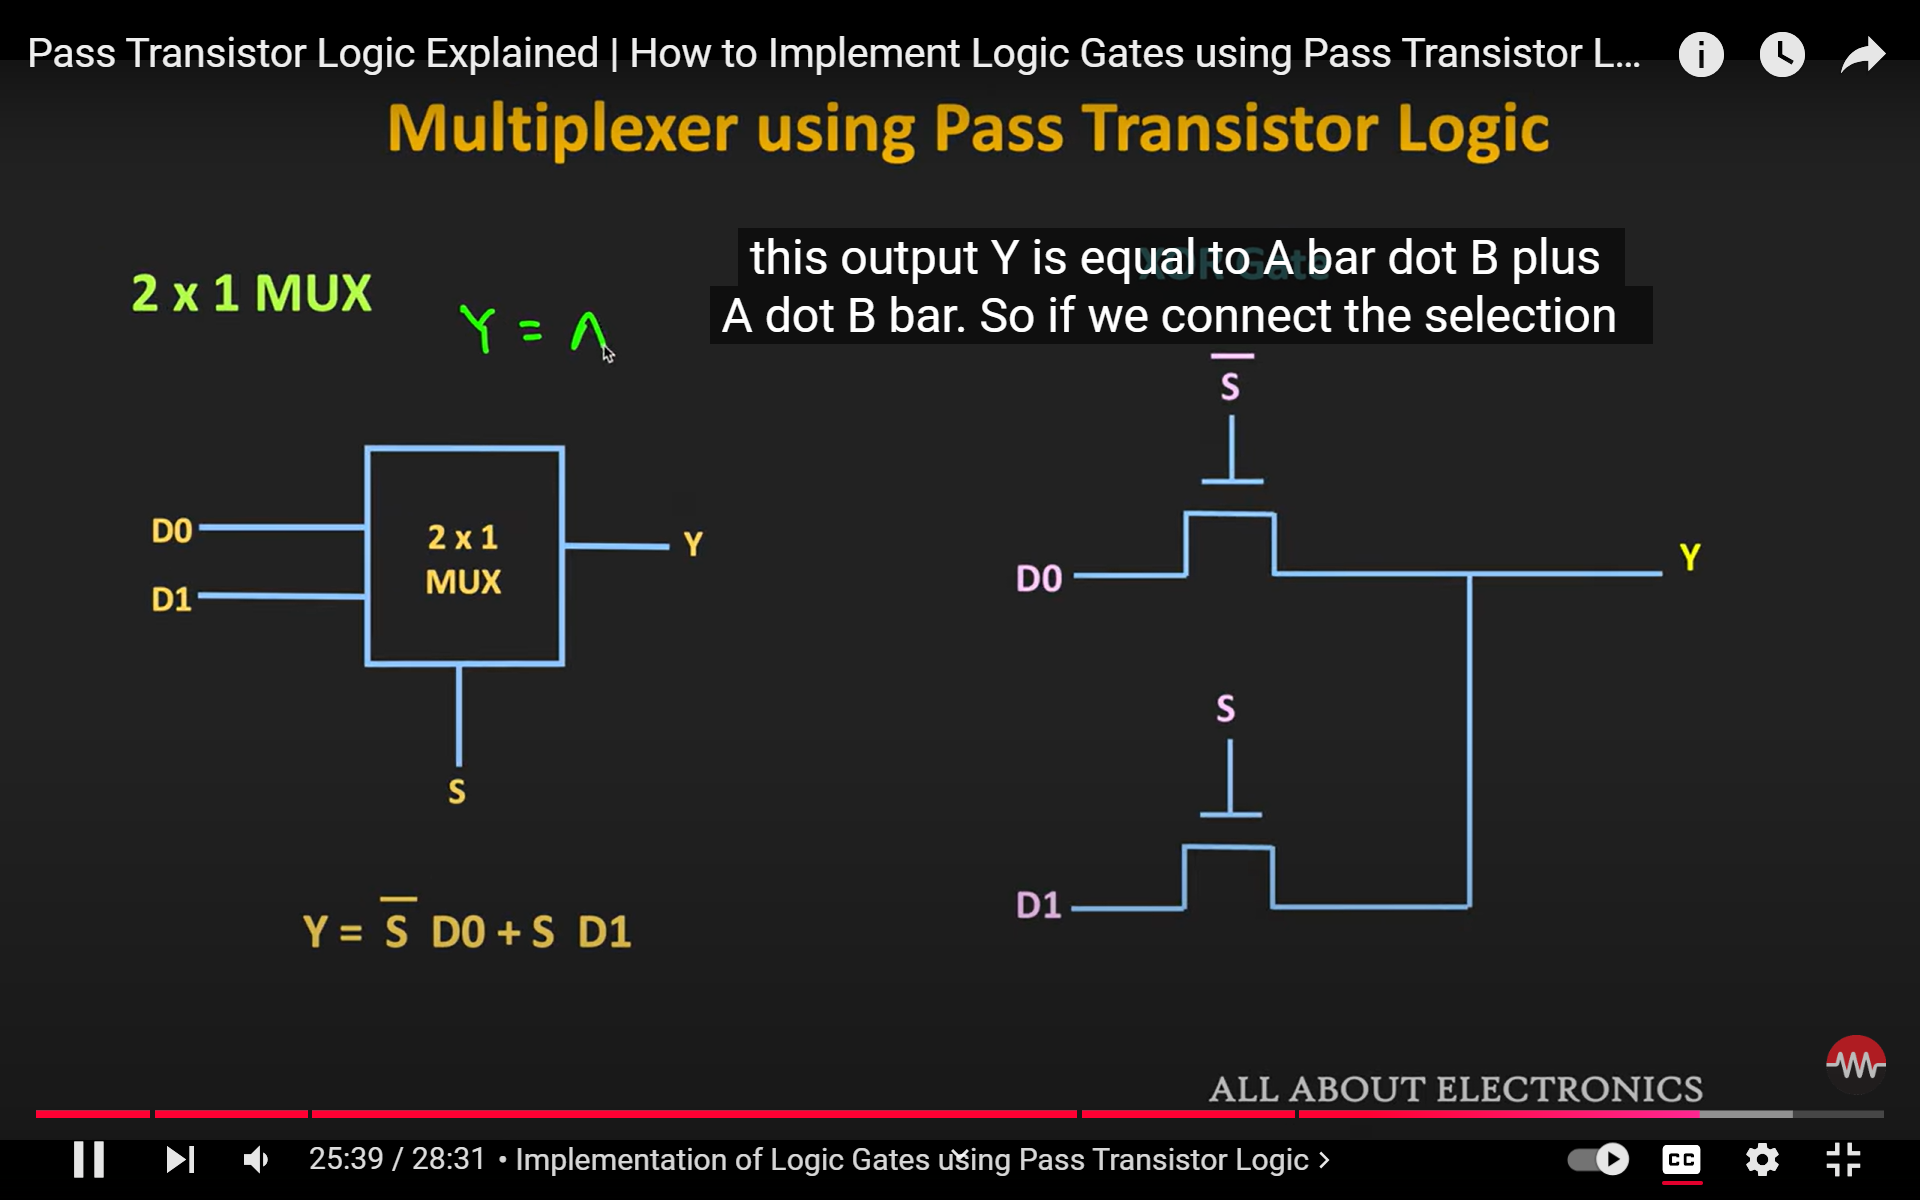 Pass Transistor Logic Explained | How to Implement Logic Gates using Pass Transistor L...
Multiplexer using Pass Transistor Logic
this output Y is equal to A bar dot B plus
A dot B bar. So if we connect the selection
XOR Gate
2 x 1 MUX
Y = A
S̅
D0
D1
2 x 1
MUX
Y
S
D0
Y
S
D1
Y = S̅ D0 + S D1
ALL ABOUT ELECTRONICS
25:39 / 28:31 • Implementation of Logic Gates using Pass Transistor Logic >
CC